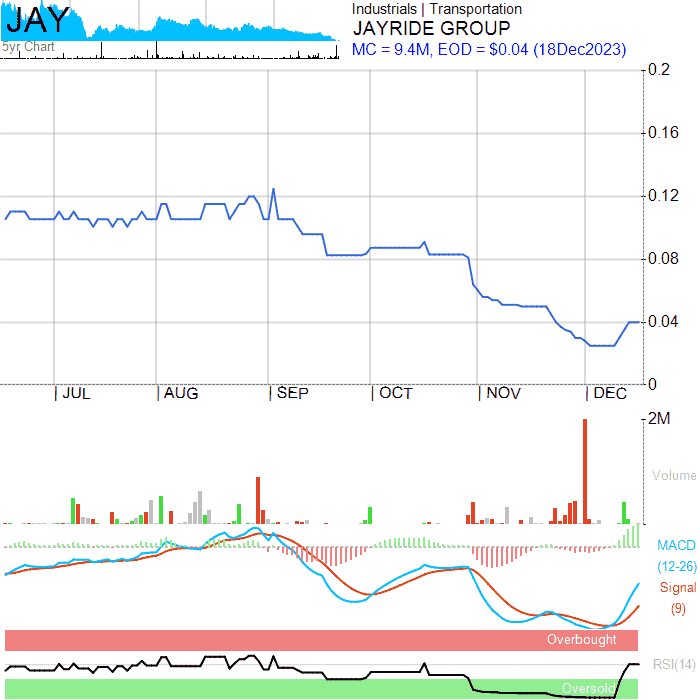 JAY
5yr Chart
Industrials | Transportation
JAYRIDE GROUP
MC = 9.4M, EOD = $0.04 (18Dec2023)
0.2
0.16
0.12
0.08
0.04
0
JUL AUG SEP OCT NOV DEC
2M
Volume
MACD
(12-26)
Signal
(9)
Overbought
RSI(14)
Oversold